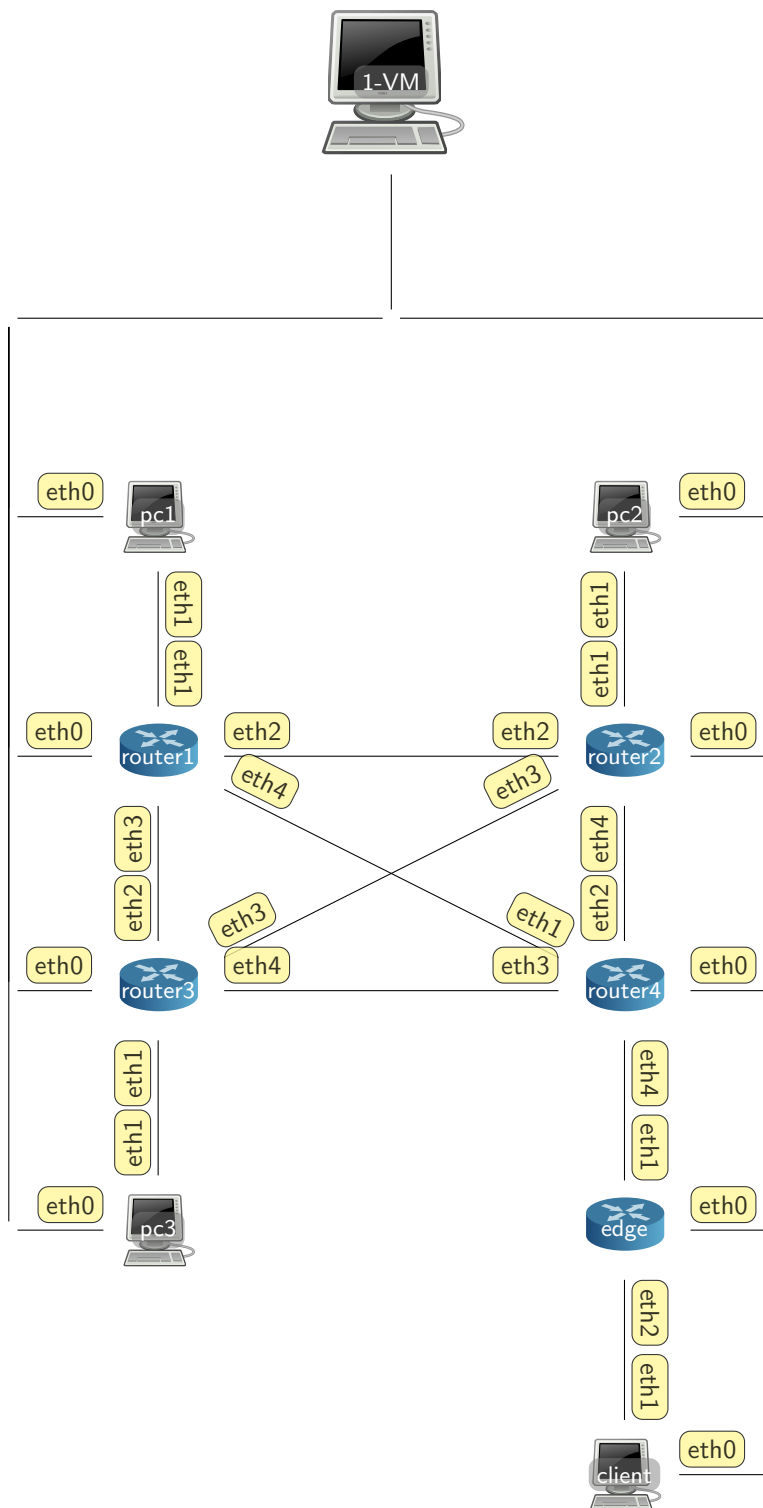 1-VM
eth0
pc1
pc2
eth0
eth1
eth1
eth1
eth1
eth0
router1
eth2
eth2
router2
eth0
eth4
eth3
eth3
eth4
eth2
eth2
eth3
eth1
eth0
router3
eth4
eth3
router4
eth0
eth1
eth4
eth1
eth1
eth0
pc3
edge
eth0
eth2
eth1
client
eth0